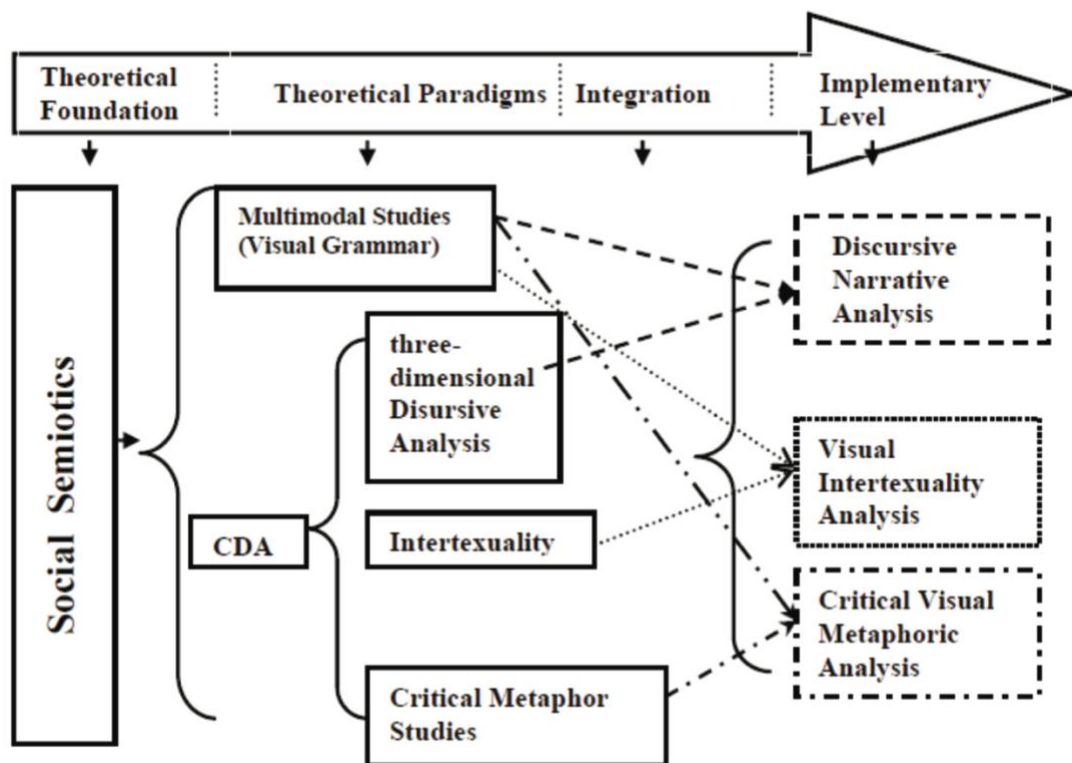 Theoretical
Foundation
Theoretical Paradigms
Integration
Implementary
Level
Social Semiotics
Multimodal Studies
(Visual Grammar)
CDA
three-
dimensional
Disursive
Analysis
Intertexuality
Critical Metaphor
Studies
Discursive
Narrative
Analysis
Visual
Intertexuality
Analysis
Critical Visual
Metaphoric
Analysis